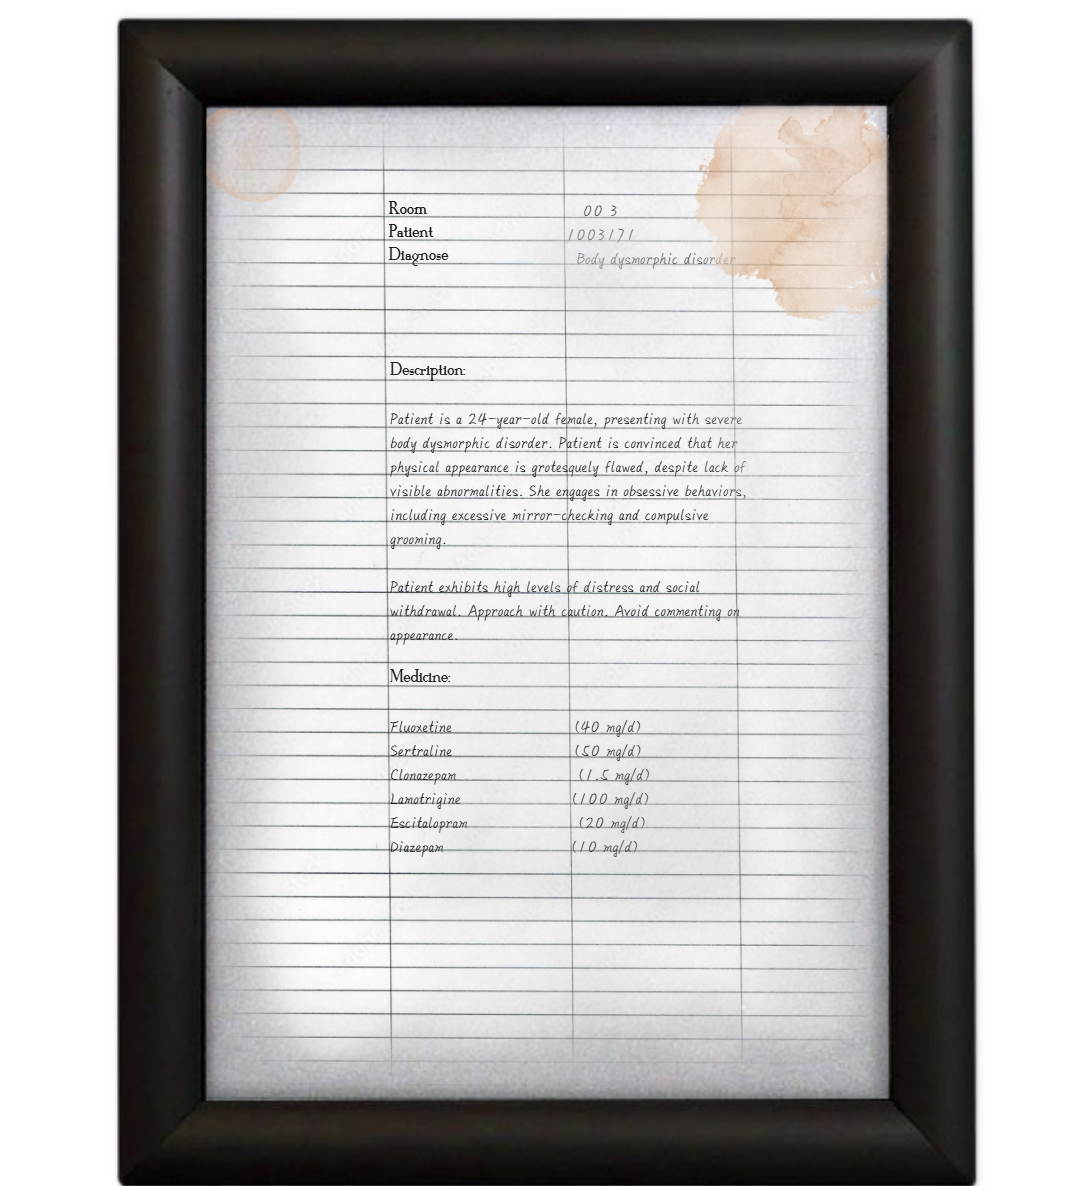 Room 003
Patient 1003171
Diagnose Body dysmorphic disorder
Description:
Patient is a 24-year-old female, presenting with severe
body dysmorphic disorder. Patient is convinced that her
physical appearance is grotesquely flawed, despite lack of
visible abnormalities. She engages in obsessive behaviors,
including excessive mirror-checking and compulsive
grooming.
Patient exhibits high levels of distress and social
withdrawal. Approach with caution. Avoid commenting on
appearance.
Medicine:
Fluoxetine (40 mg/d)
Sertraline (50 mg/d)
Clonazepam (1.5 mg/d)
Lamotrigine (100 mg/d)
Escitalopram (20 mg/d)
Diazepam (10 mg/d)